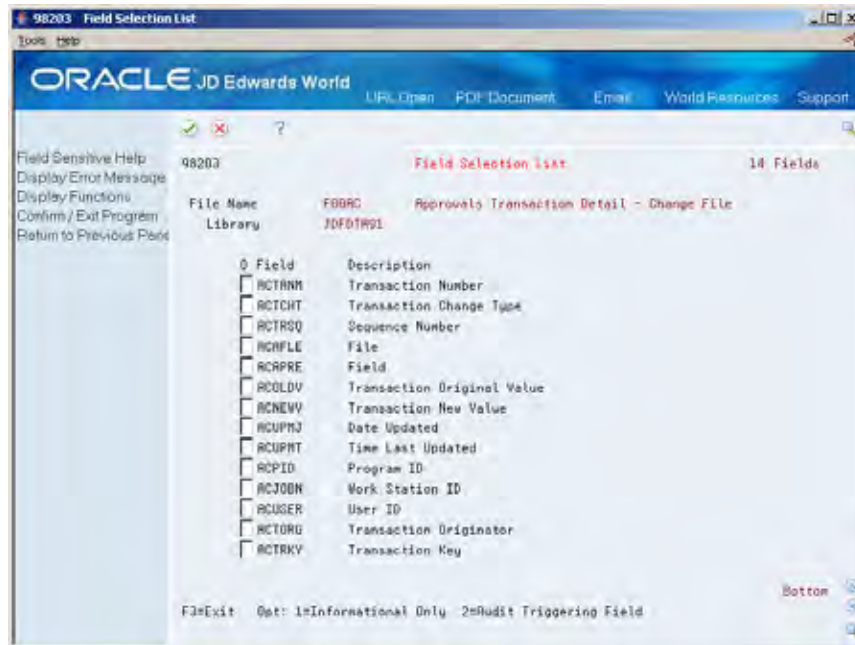 98203 Field Selection List
Tools Help
ORACLE JD Edwards World
URL Open PDF Document Email World Resources Support
?
Field Sensitive Help
Display Error Message
Display Functions
Confirm / Exit Program
Return to Previous
98203 Field Selection List 14 Fields
File Name F00AC Approvals Transaction Detail - Change File
Library JDFDTA91
O Field Description
ACTRNM Transaction Number
ACTCHT Transaction Change Type
ACTRSQ Sequence Number
ACAFLE File
ACAPRE Field
ACOLDV Transaction Original Value
ACNEWV Transaction New Value
ACUPMJ Date Updated
ACUPMT Time Last Updated
ACPID Program ID
ACJOBN Work Station ID
ACUSER User ID
ACTORG Transaction Originator
ACTRKY Transaction Key
Bottom
F3=Exit Opt: 1=Informational Only 2=Audit Triggering Field